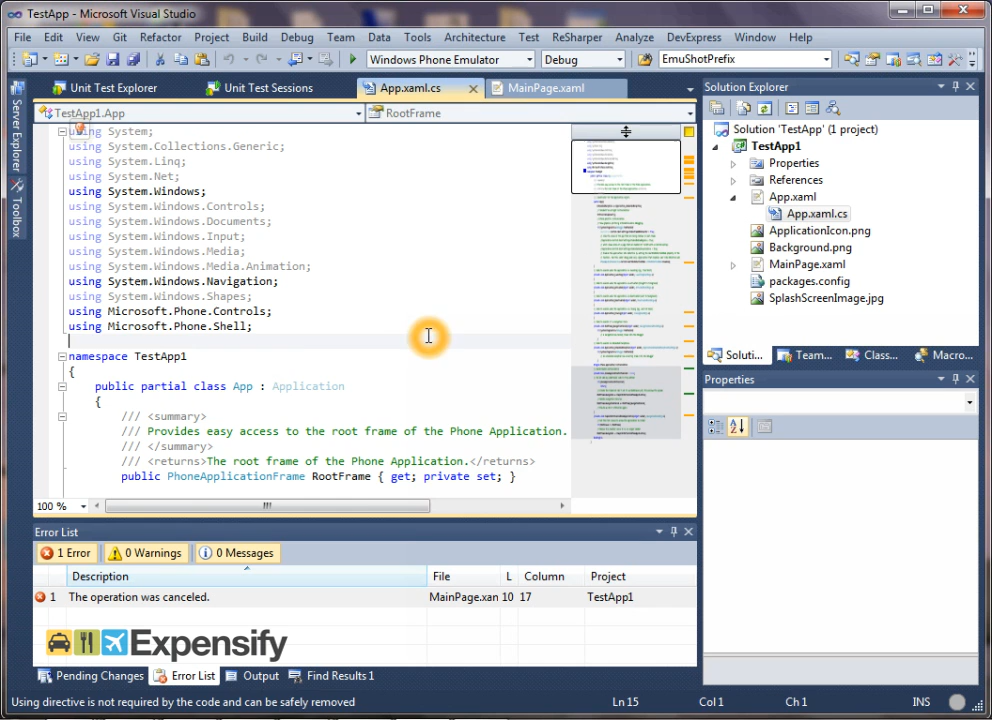 TestApp - Microsoft Visual Studio
File Edit View Git Refactor Project Build Debug Team Data Tools Architecture Test ReSharper Analyze DevExpress Window Help
Windows Phone Emulator Debug EmuShotPrefix
Unit Test Explorer Unit Test Sessions App.xaml.cs MainPage.xaml
Server Explorer
Toolbox
TestApp1.App RootFrame
using System;
using System.Collections.Generic;
using System.Linq;
using System.Net;
using System.Windows;
using System.Windows.Controls;
using System.Windows.Documents;
using System.Windows.Input;
using System.Windows.Media;
using System.Windows.Media.Animation;
using System.Windows.Navigation;
using System.Windows.Shapes;
using Microsoft.Phone.Controls;
using Microsoft.Phone.Shell;
namespace TestApp1
{
public partial class App : Application
{
/// <summary>
/// Provides easy access to the root frame of the Phone Application.
/// </summary>
/// <returns>The root frame of the Phone Application.</returns>
public PhoneApplicationFrame RootFrame { get; private set; }
100 %
Solution Explorer
Solution 'TestApp' (1 project)
TestApp1
Properties
References
App.xaml
App.xaml.cs
ApplicationIcon.png
Background.png
MainPage.xaml
packages.config
SplashScreenImage.jpg
Soluti... Team... Class... Macro...
Properties
Error List
1 Error 0 Warnings 0 Messages
Description File L Column Project
1 The operation was canceled. MainPage.xan 10 17 TestApp1
Expensify
Pending Changes Error List Output Find Results 1
Using directive is not required by the code and can be safely removed Ln 15 Col 1 Ch 1 INS